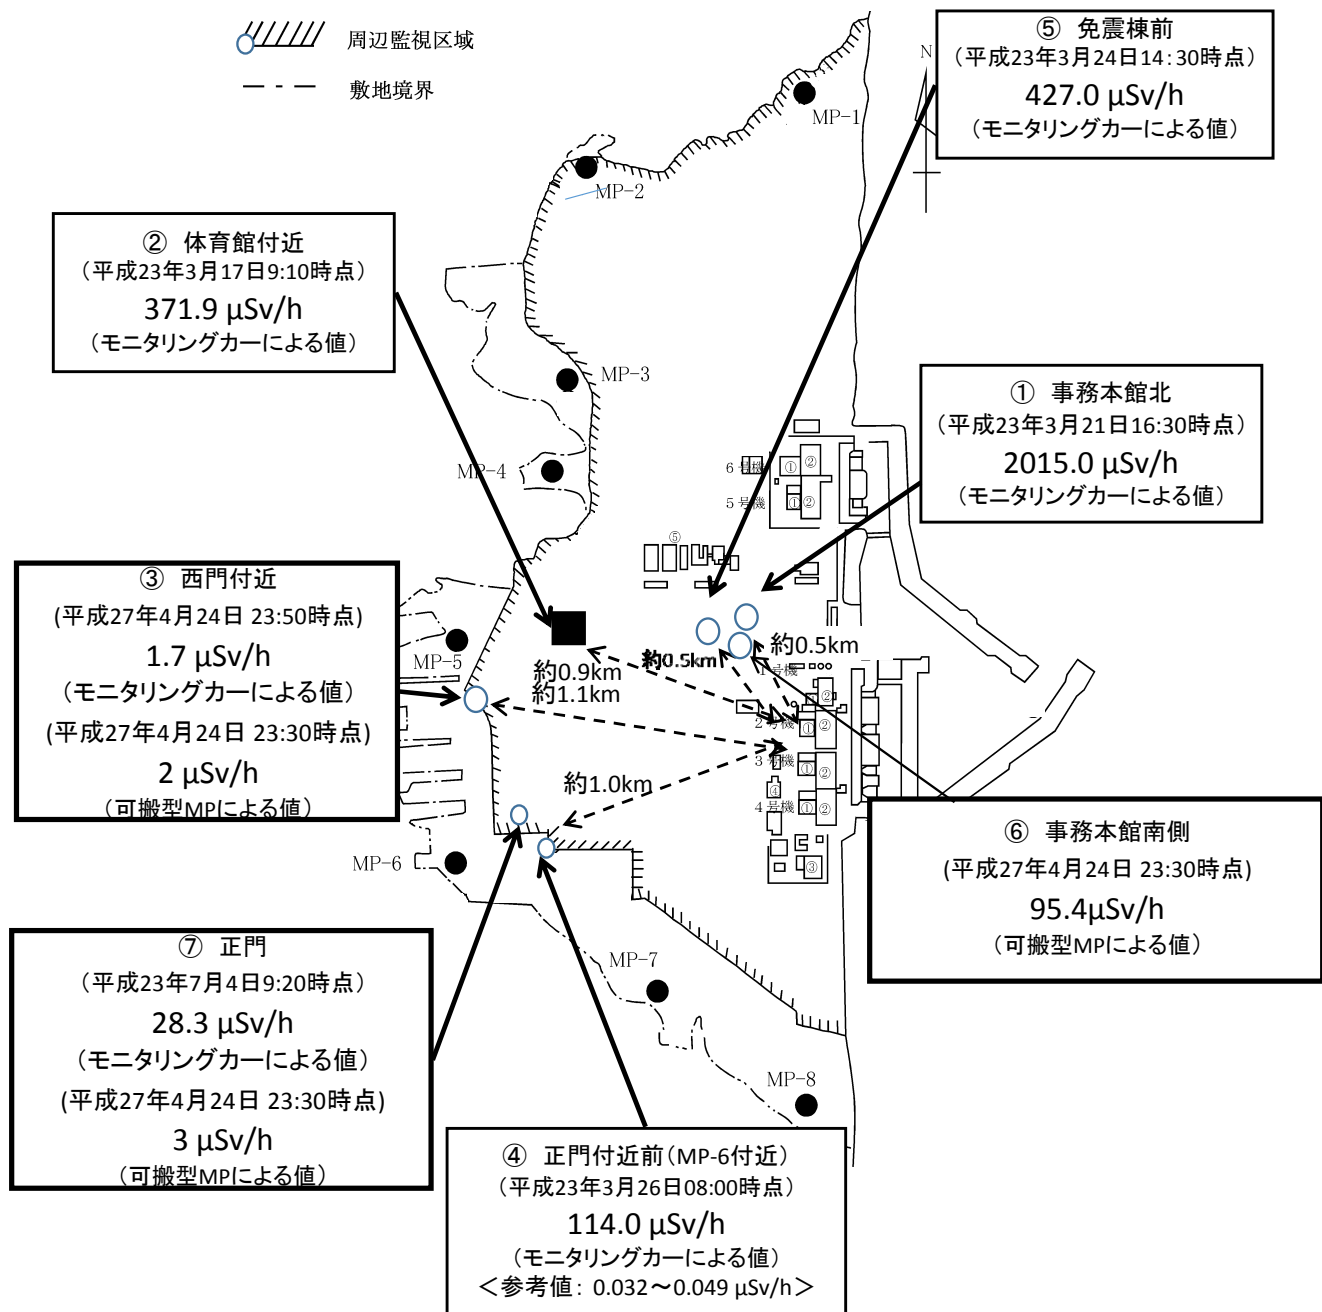 周辺監視区域
敷地境界
⑤ 免震棟前
(平成23年3月24日14:30時点)
427.0 μSv/h
(モニタリングカーによる値)
N
MP-1
MP-2
② 体育館付近
(平成23年3月17日9:10時点)
371.9 μSv/h
(モニタリングカーによる値)
MP-3
MP-4
① 事務本館北
(平成23年3月21日16:30時点)
2015.0 μSv/h
(モニタリングカーによる値)
6号機
① ②
5号機
① ②
⑤
③ 西門付近
(平成27年4月24日 23:50時点)
1.7 μSv/h
(モニタリングカーによる値)
(平成27年4月24日 23:30時点)
2 μSv/h
(可搬型MPによる値)
MP-5
約0.9km
約1.1km
約0.5km
約0.5km
1号機
②
2号機
① ②
3号機
① ②
④
4号機
① ②
③
約1.0km
MP-6
⑥ 事務本館南側
(平成27年4月24日 23:30時点)
95.4μSv/h
(可搬型MPによる値)
⑦ 正門
(平成23年7月4日9:20時点)
28.3 μSv/h
(モニタリングカーによる値)
(平成27年4月24日 23:30時点)
3 μSv/h
(可搬型MPによる値)
MP-7
MP-8
④ 正門付近前(MP-6付近)
(平成23年3月26日08:00時点)
114.0 μSv/h
(モニタリングカーによる値)
<参考値: 0.032～0.049 μSv/h>